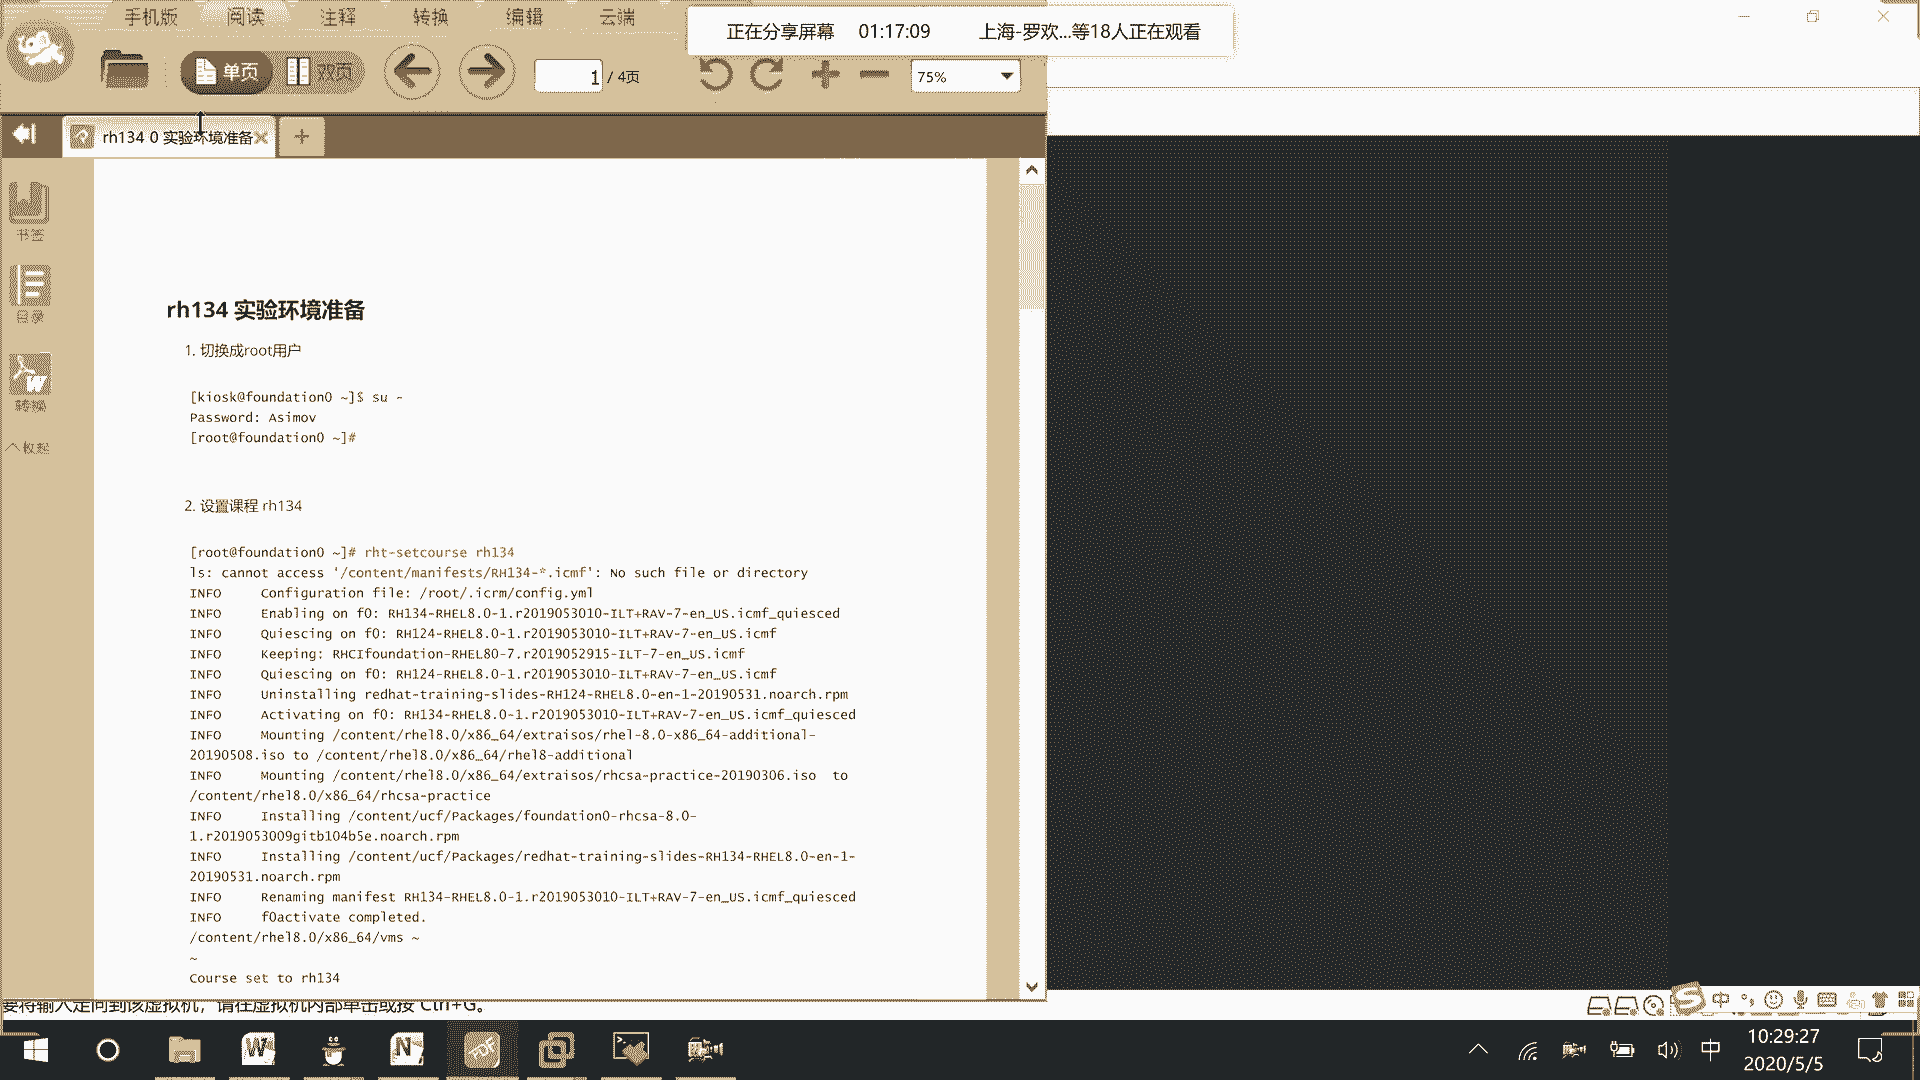 手机版 阅读 注释 转换 编辑 云端
正在分享屏幕 01:17:09 上海-罗欢...等18人正在观看
单页 双页 1 / 4页 75%
rh134 0 实验环境准备
书签
目录
转换
收起
rh134 实验环境准备
1. 切换成root用户
[kiosk@foundation0 ~]$ su -
Password: Asimov
[root@foundation0 ~]#
2. 设置课程 rh134
[root@foundation0 ~]# rht-setcourse rh134
ls: cannot access '/content/manifests/RH134-*.icmf': No such file or directory
INFO Configuration file: /root/.icrm/config.yml
INFO Enabling on f0: RH134-RHEL8.0-1.r2019053010-ILT+RAV-7-en_US.icmf_quiesced
INFO Quiescing on f0: RH124-RHEL8.0-1.r2019053010-ILT+RAV-7-en_US.icmf
INFO Keeping: RHCIfoundation-RHEL80-7.r2019052915-ILT-7-en_US.icmf
INFO Quiescing on f0: RH124-RHEL8.0-1.r2019053010-ILT+RAV-7-en_US.icmf
INFO Uninstalling redhat-training-slides-RH124-RHEL8.0-en-1-20190531.noarch.rpm
INFO Activating on f0: RH134-RHEL8.0-1.r2019053010-ILT+RAV-7-en_US.icmf_quiesced
INFO Mounting /content/rhel8.0/x86_64/extraisos/rhel-8.0-x86_64-additional-
20190508.iso to /content/rhel8.0/x86_64/rhel8-additional
INFO Mounting /content/rhel8.0/x86_64/extraisos/rhcsa-practice-20190306.iso to
/content/rhel8.0/x86_64/rhcsa-practice
INFO Installing /content/ucf/Packages/foundation0-rhcsa-8.0-
1.r2019053009gitb104b5e.noarch.rpm
INFO Installing /content/ucf/Packages/redhat-training-slides-RH134-RHEL8.0-en-1-
20190531.noarch.rpm
INFO Renaming manifest RH134-RHEL8.0-1.r2019053010-ILT+RAV-7-en_US.icmf_quiesced
INFO f0activate completed.
/content/rhel8.0/x86_64/vms ~
~
Course set to rh134
要将输入定向到该虚拟机，请在虚拟机内部单击或按 Ctrl+G。
中
中 10:29:27
2020/5/5